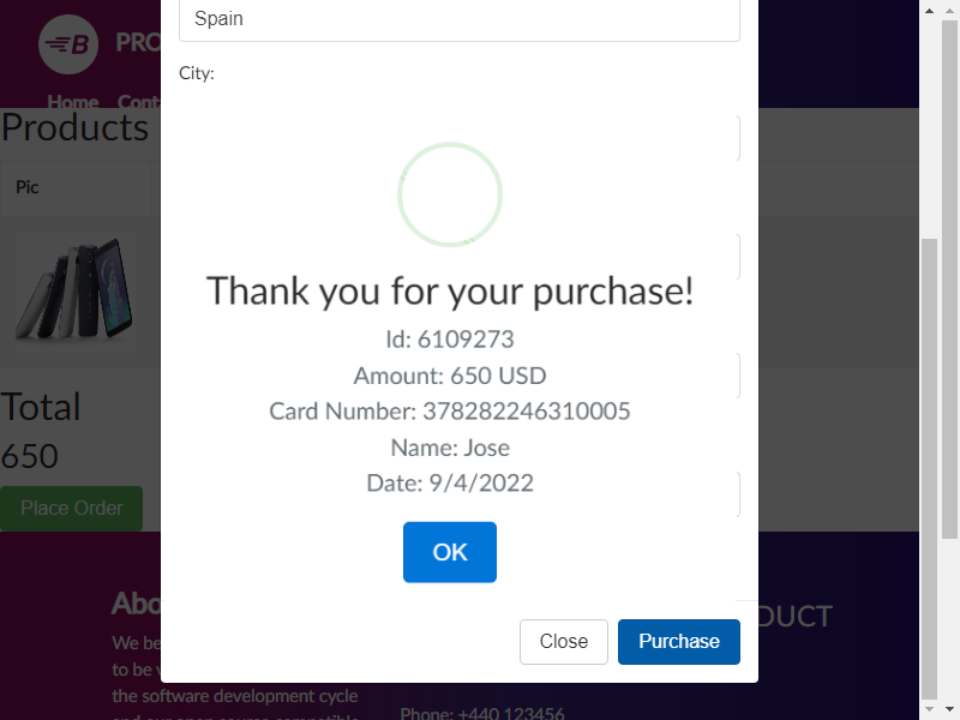 Spain
B PRO
City:
Home Cont
Products
Pic
Thank you for your purchase!
Id: 6109273
Amount: 650 USD
Card Number: 378282246310005
Name: Jose
Date: 9/4/2022
Total
650
Place Order
OK
Abo
DUCT
Close
Purchase
We be
to be
the software development cycle
Phone: +440 123456